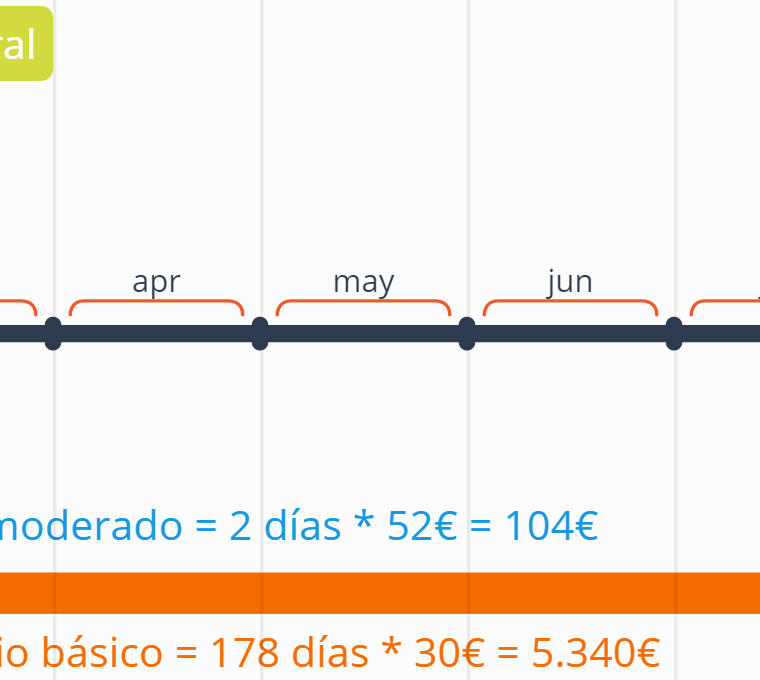 ral
apr may jun
moderado = 2 días * 52€ = 104€
io básico = 178 días * 30€ = 5.340€